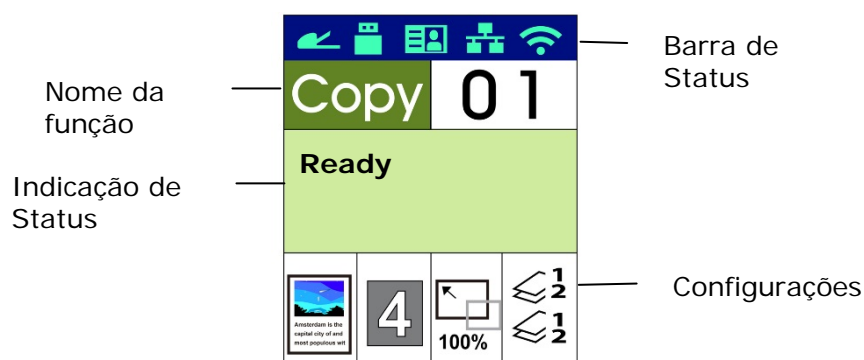 Barra de
Status
Nome da
função
Copy 01
Ready
Indicação de
Status
Configurações
Amsterdam is the
capital city of and
most populous wit
4
100%
1
2
1
2